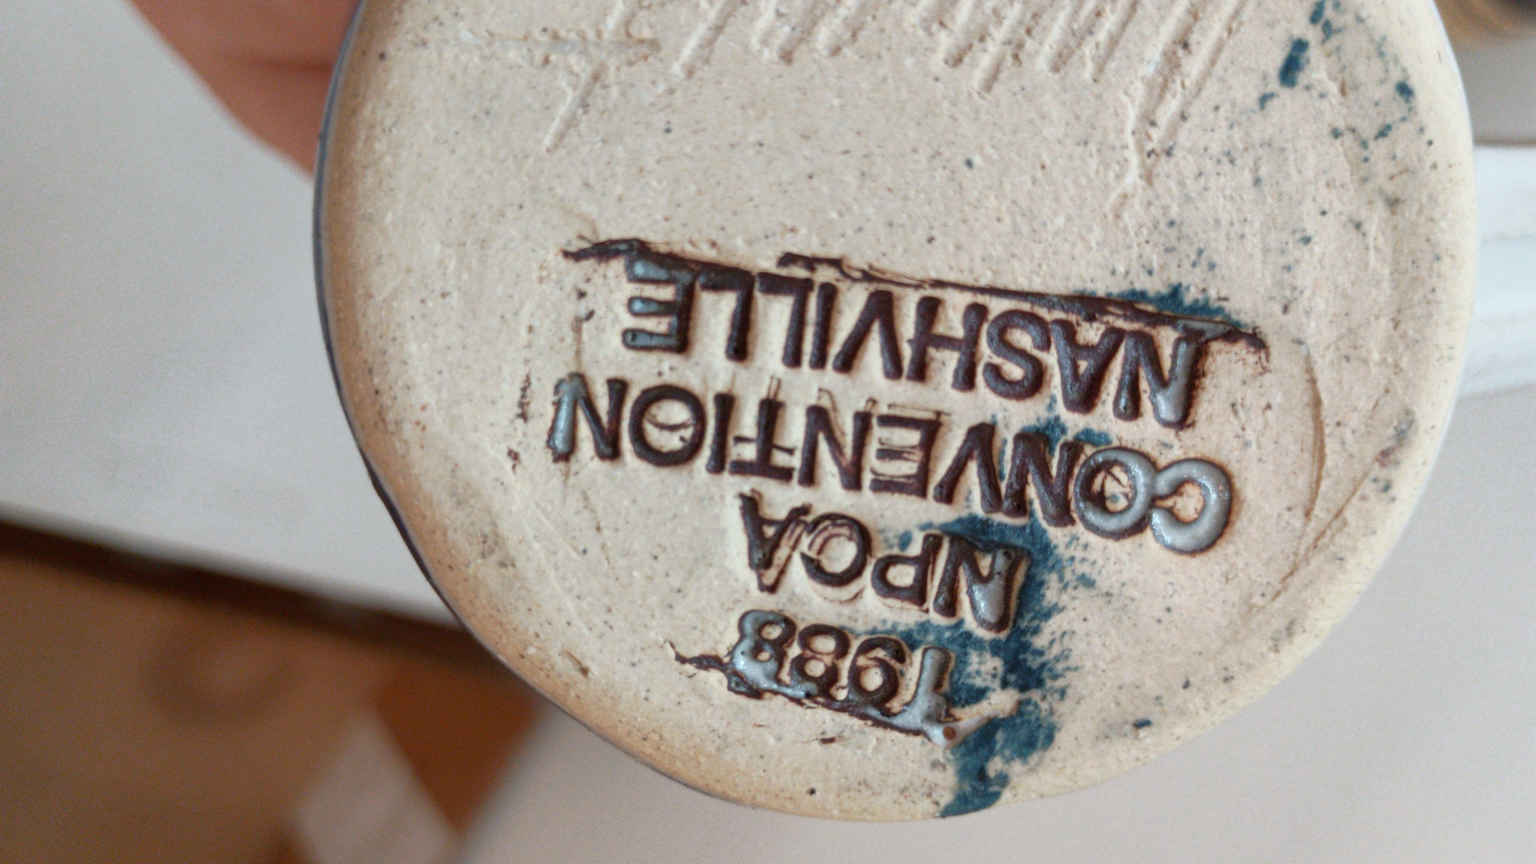 1988
NPCA
CONVENTION
NASHVILLE